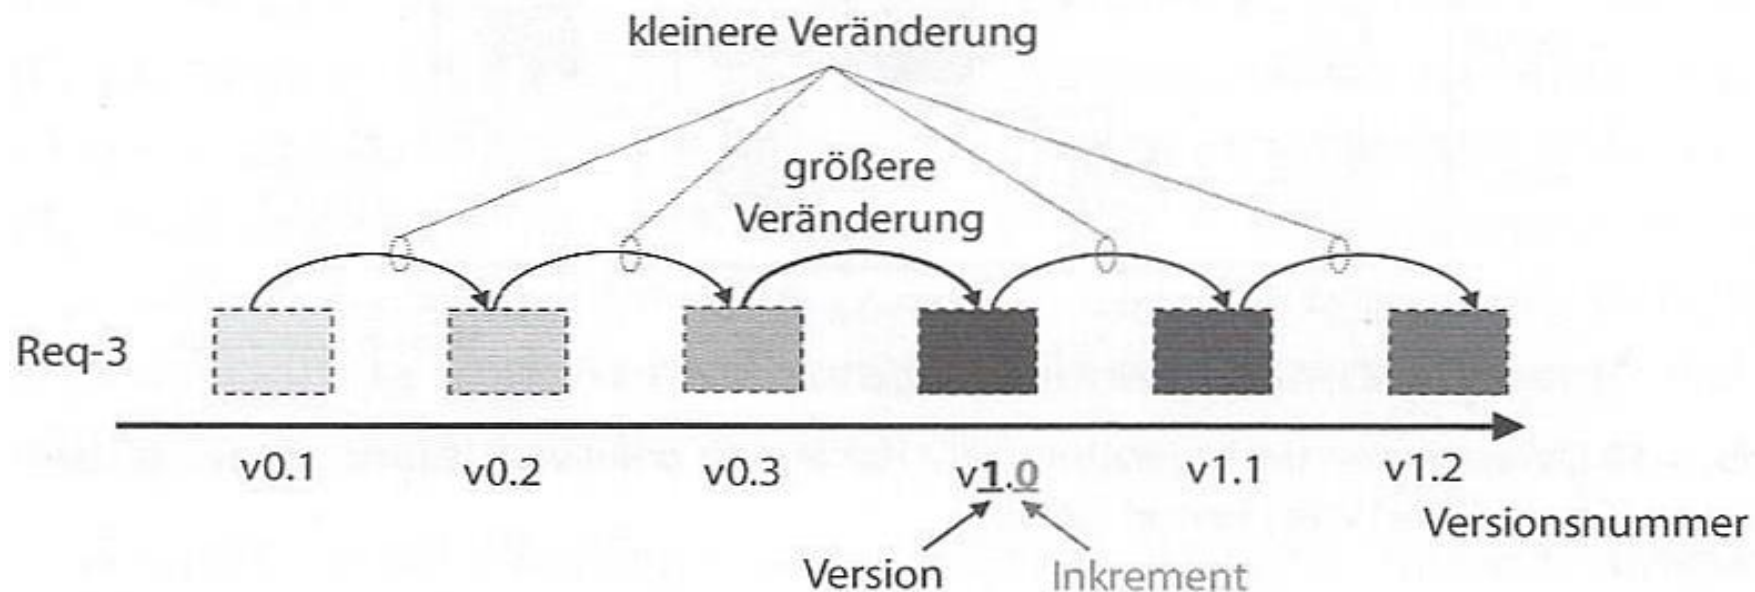 kleinere Veränderung
größere
Veränderung
Req-3
v0.1 v0.2 v0.3 v1.0 v1.1 v1.2
Versionsnummer
Version Inkrement